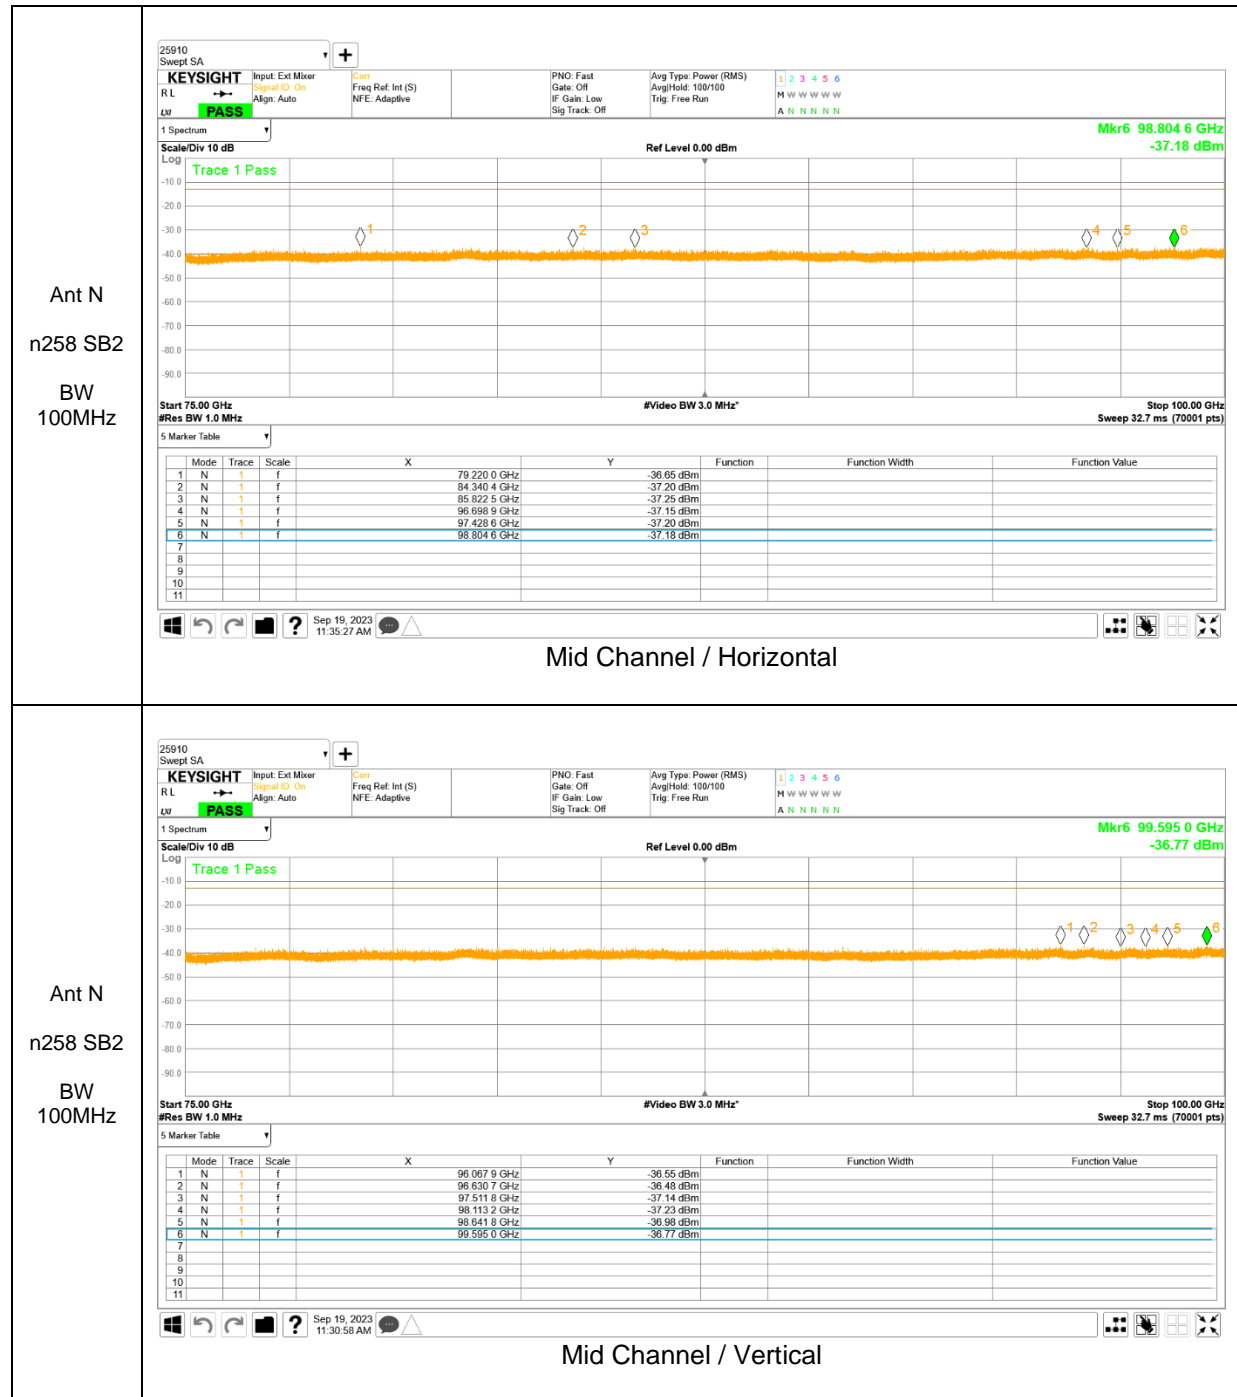 Ant N
n258 SB2
BW
100MHz
25910
Swept SA
KEYSIGHT
RL
LXI
PASS
Input: Ext Mixer
Signal ID: On
Align: Auto
Corr
Freq Ref: Int (S)
NFE: Adaptive
PNO: Fast
Gate: Off
IF Gain: Low
Sig Track: Off
Avg Type: Power (RMS)
Avg|Hold: 100/100
Trig: Free Run
1 2 3 4 5 6
M W W W W W
A N N N N N
1 Spectrum
Mkr6 98.804 6 GHz
Scale/Div 10 dB
Ref Level 0.00 dBm
-37.18 dBm
Log
Trace 1 Pass
-10.0
-20.0
-30.0
-40.0
-50.0
-60.0
-70.0
-80.0
-90.0
1 2 3 4 5 6
Start 75.00 GHz
#Video BW 3.0 MHz*
Stop 100.00 GHz
#Res BW 1.0 MHz
Sweep 32.7 ms (70001 pts)
5 Marker Table
Mode Trace Scale X Y Function Function Width Function Value
1 N 1 f 79.220 0 GHz -36.65 dBm
2 N 1 f 84.340 4 GHz -37.20 dBm
3 N 1 f 85.822 5 GHz -37.25 dBm
4 N 1 f 96.698 9 GHz -37.15 dBm
5 N 1 f 97.428 6 GHz -37.20 dBm
6 N 1 f 98.804 6 GHz -37.18 dBm
7
8
9
10
11
Sep 19, 2023
11:35:27 AM
Mid Channel / Horizontal
Ant N
n258 SB2
BW
100MHz
25910
Swept SA
KEYSIGHT
RL
LXI
PASS
Input: Ext Mixer
Signal ID: On
Align: Auto
Corr
Freq Ref: Int (S)
NFE: Adaptive
PNO: Fast
Gate: Off
IF Gain: Low
Sig Track: Off
Avg Type: Power (RMS)
Avg|Hold: 100/100
Trig: Free Run
1 2 3 4 5 6
M W W W W W
A N N N N N
1 Spectrum
Mkr6 99.595 0 GHz
Scale/Div 10 dB
Ref Level 0.00 dBm
-36.77 dBm
Log
Trace 1 Pass
-10.0
-20.0
-30.0
-40.0
-50.0
-60.0
-70.0
-80.0
-90.0
1 2 3 4 5 6
Start 75.00 GHz
#Video BW 3.0 MHz*
Stop 100.00 GHz
#Res BW 1.0 MHz
Sweep 32.7 ms (70001 pts)
5 Marker Table
Mode Trace Scale X Y Function Function Width Function Value
1 N 1 f 96.067 9 GHz -36.55 dBm
2 N 1 f 96.630 7 GHz -36.48 dBm
3 N 1 f 97.511 8 GHz -37.14 dBm
4 N 1 f 98.113 2 GHz -37.23 dBm
5 N 1 f 98.641 8 GHz -36.98 dBm
6 N 1 f 99.595 0 GHz -36.77 dBm
7
8
9
10
11
Sep 19, 2023
11:30:58 AM
Mid Channel / Vertical